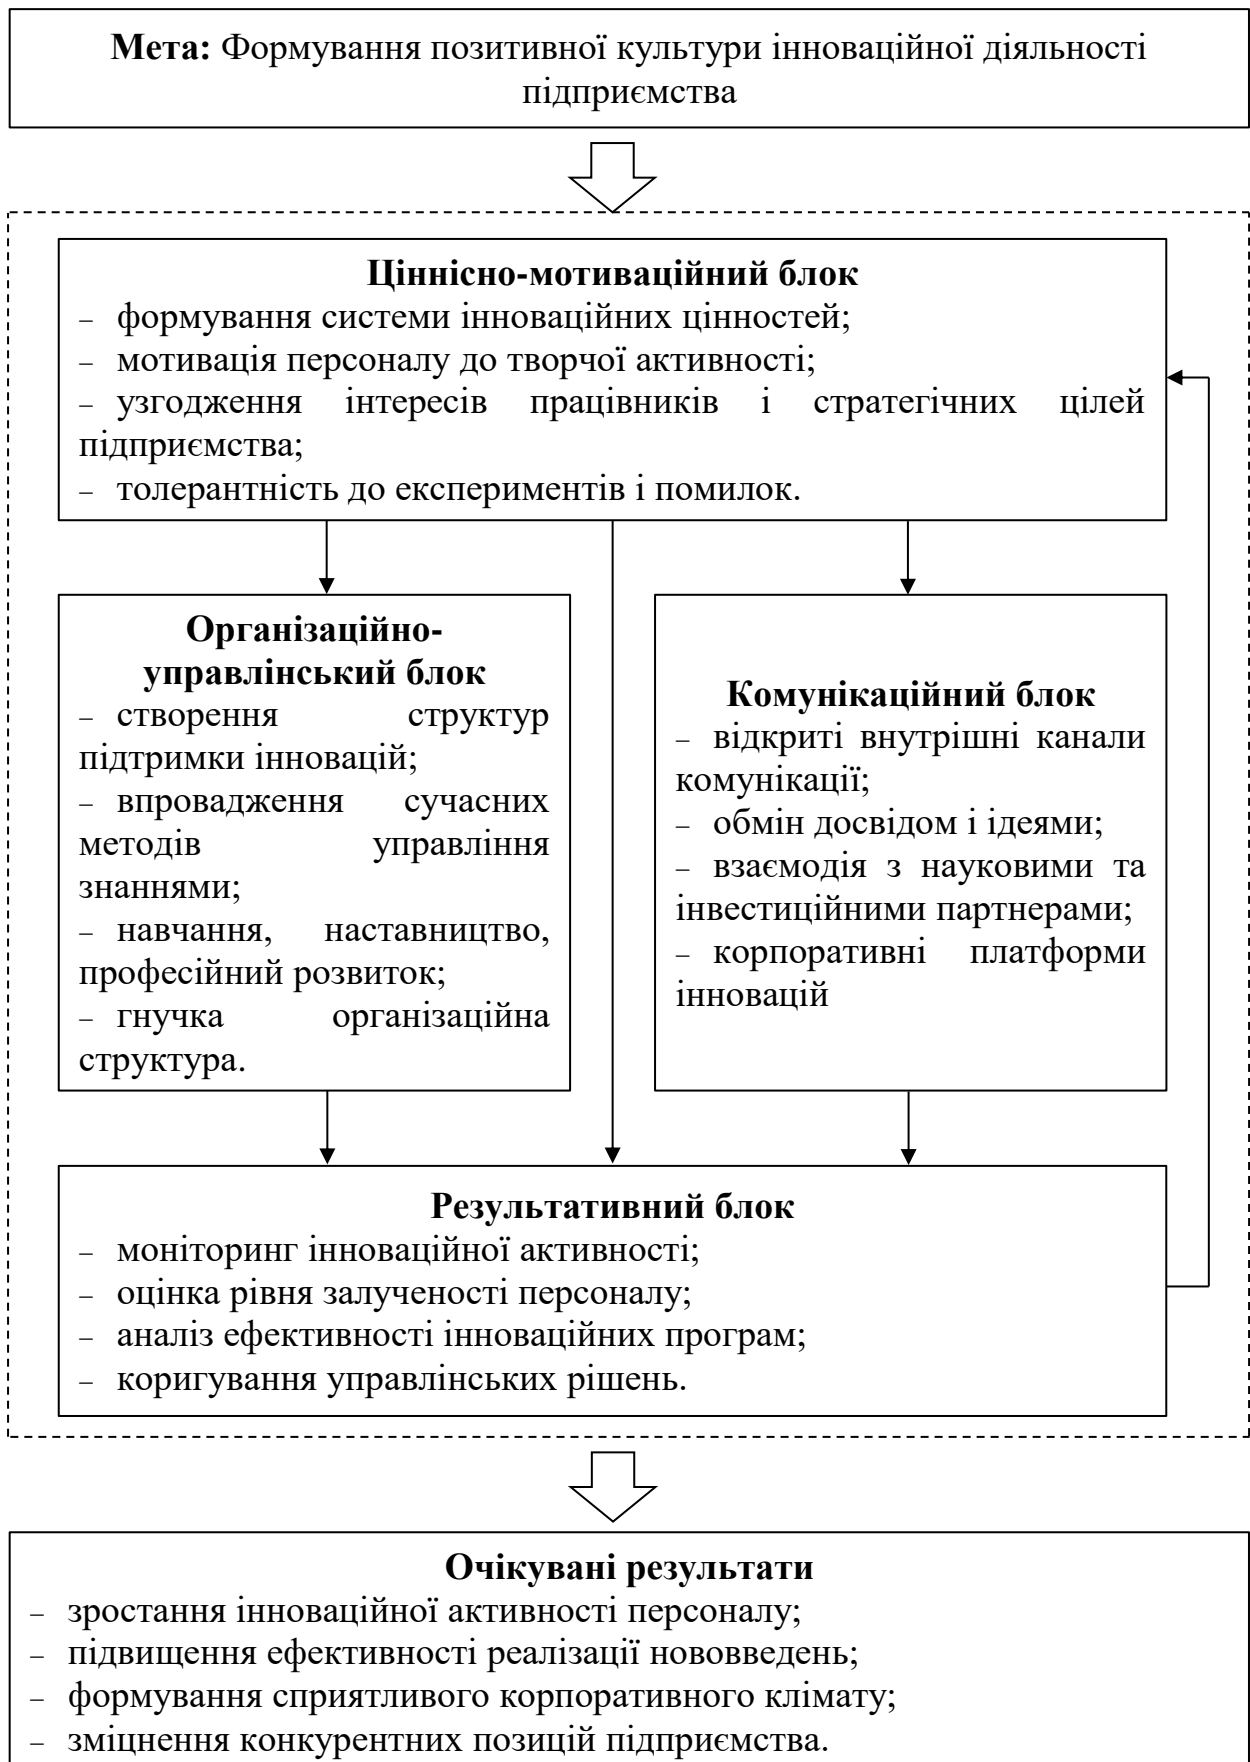 Мета: Формування позитивної культури інноваційної діяльності
підприємства
Ціннісно-мотиваційний блок
– формування системи інноваційних цінностей;
– мотивація персоналу до творчої активності;
– узгодження інтересів працівників і стратегічних цілей
підприємства;
– толерантність до експериментів і помилок.
Організаційно-
управлінський блок
– створення структур
підтримки інновацій;
– впровадження сучасних
методів управління
знаннями;
– навчання, наставництво,
професійний розвиток;
– гнучка організаційна
структура.
Комунікаційний блок
– відкриті внутрішні канали
комунікації;
– обмін досвідом і ідеями;
– взаємодія з науковими та
інвестиційними партнерами;
– корпоративні платформи
інновацій
Результативний блок
– моніторинг інноваційної активності;
– оцінка рівня залученості персоналу;
– аналіз ефективності інноваційних програм;
– коригування управлінських рішень.
Очікувані результати
– зростання інноваційної активності персоналу;
– підвищення ефективності реалізації нововведень;
– формування сприятливого корпоративного клімату;
– зміцнення конкурентних позицій підприємства.